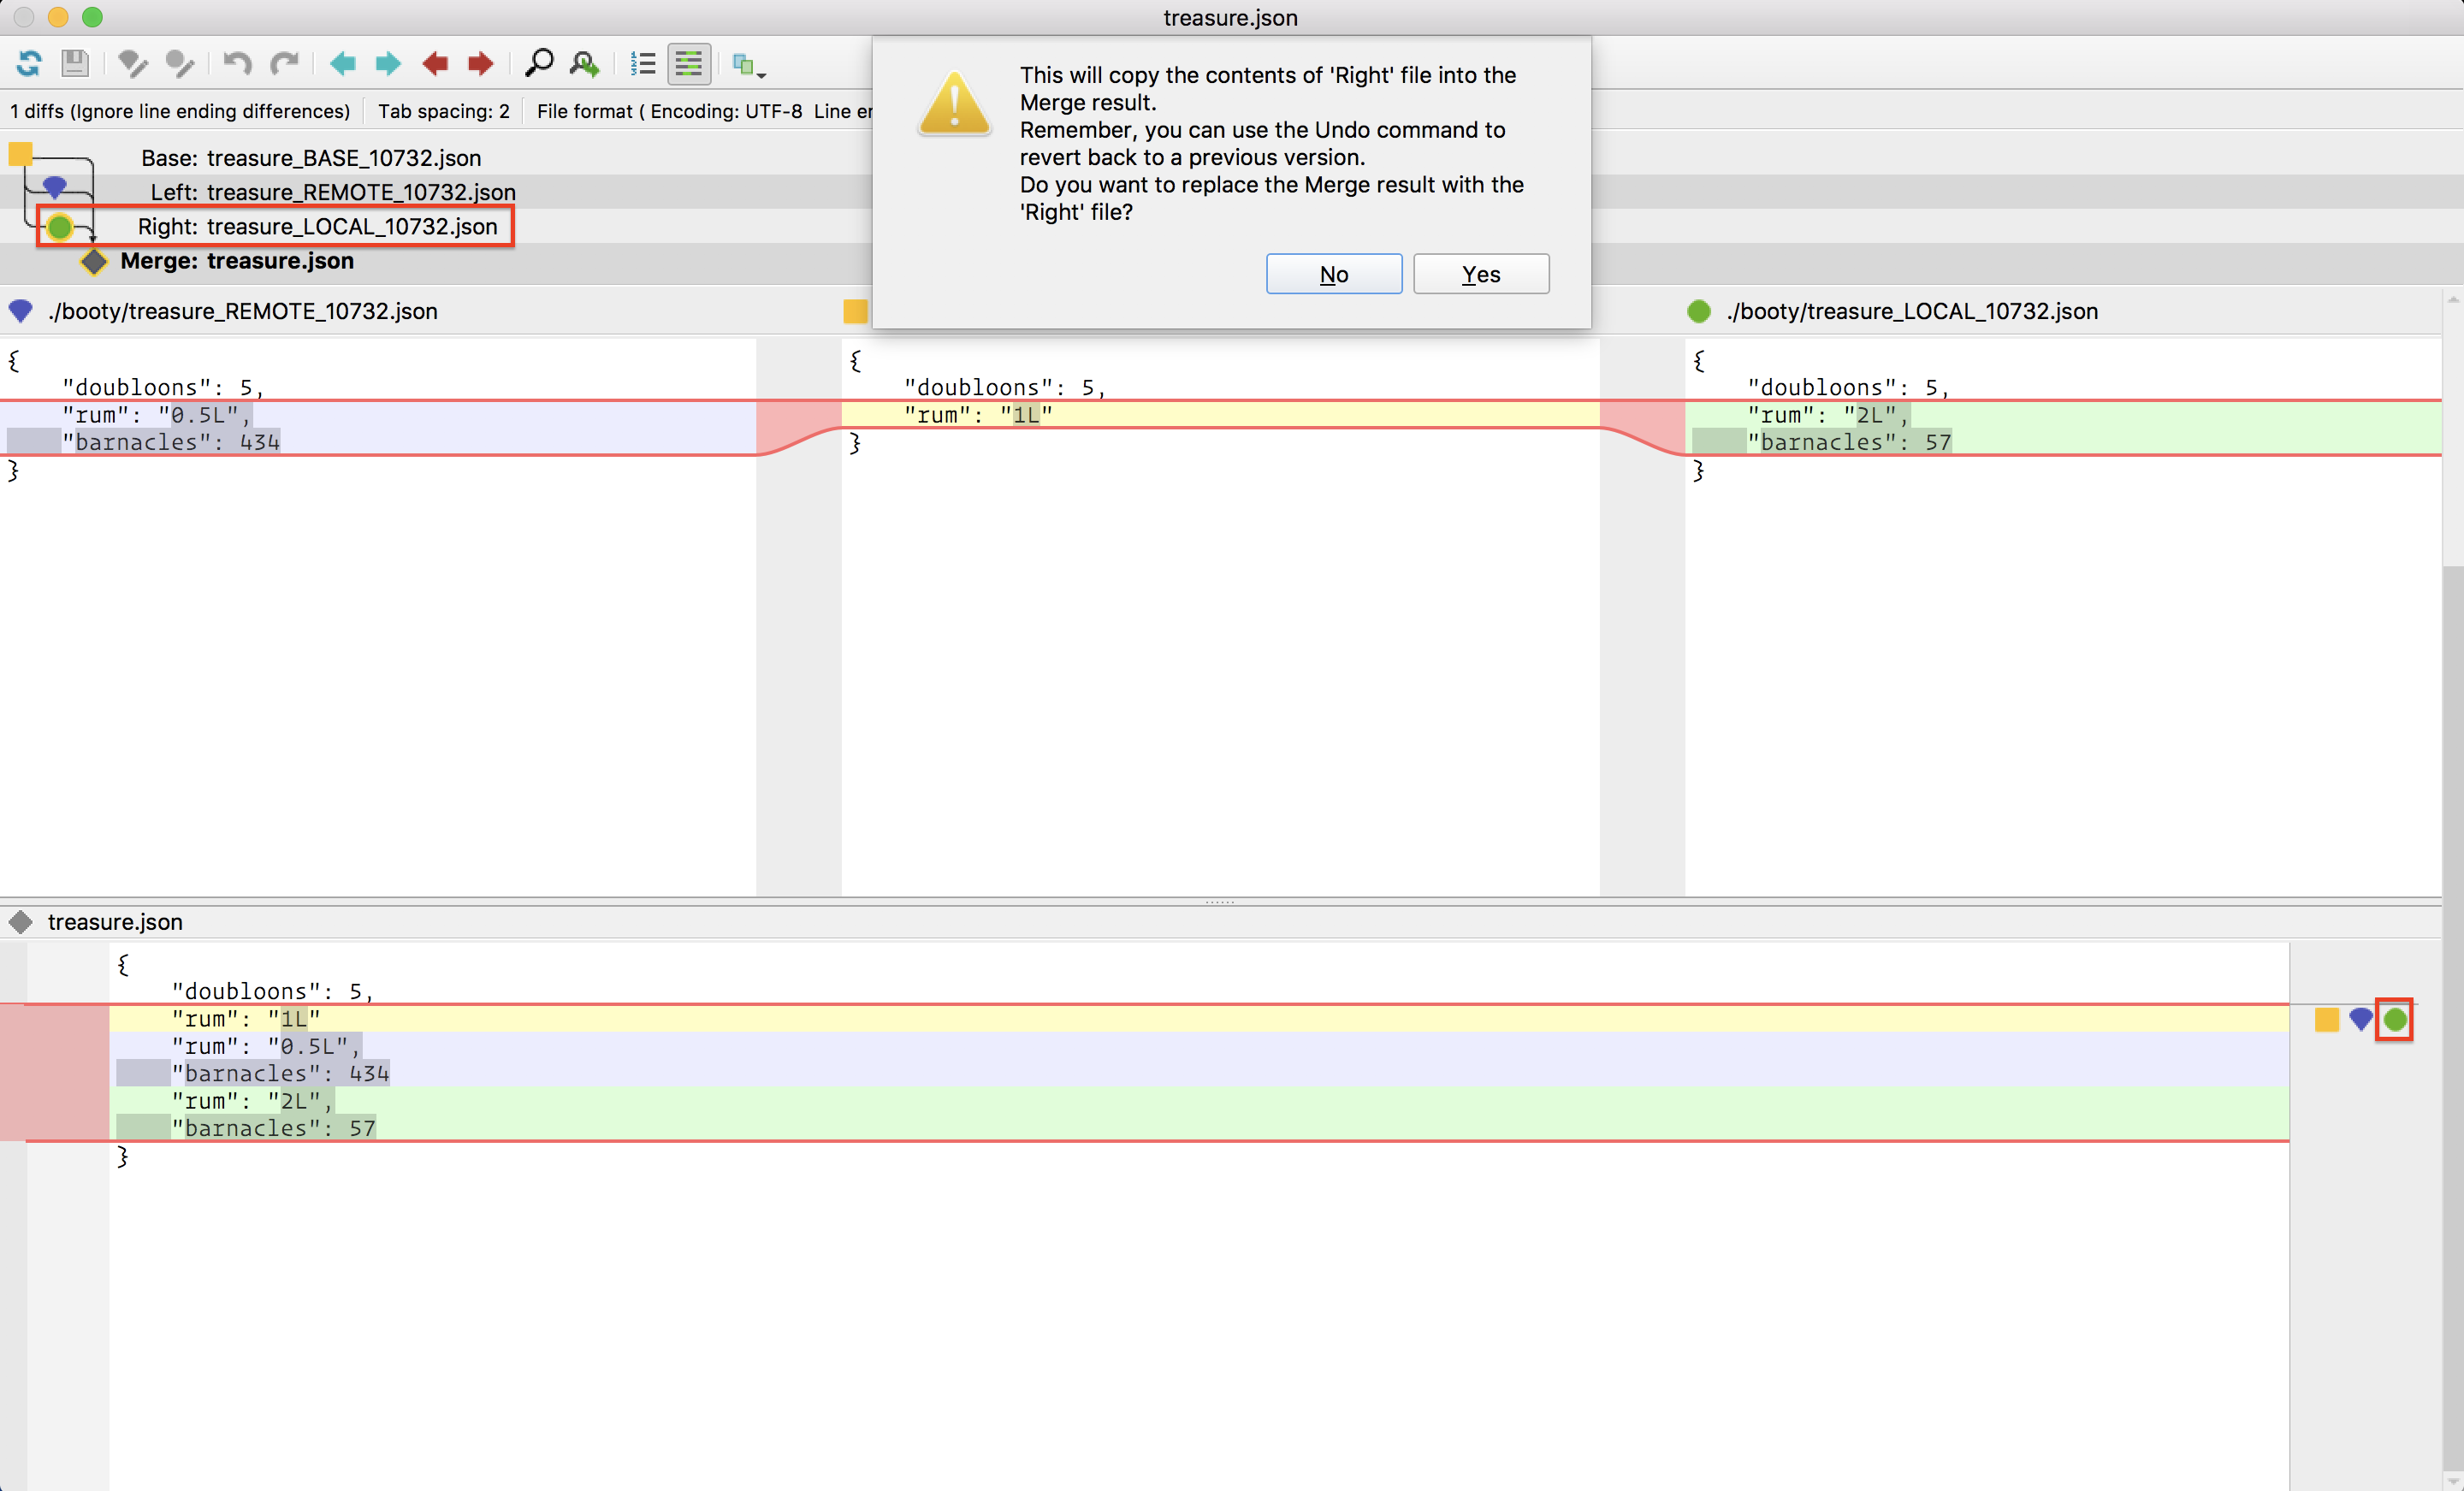 treasure.json
This will copy the contents of 'Right' file into the
Merge result.
Remember, you can use the Undo command to
revert back to a previous version.
Do you want to replace the Merge result with the
'Right' file?
No Yes
1 diffs (Ignore line ending differences) Tab spacing: 2 File format ( Encoding: UTF-8 Line
Base: treasure_BASE_10732.json
Left: treasure_REMOTE_10732.json
Right: treasure_LOCAL_10732.json
Merge: treasure.json
./booty/treasure_REMOTE_10732.json
{
"doubloons": 5,
"rum": "0.5L",
"barnacles": 434
}
{
"doubloons": 5,
"rum": "1L"
}
./booty/treasure_LOCAL_10732.json
{
"doubloons": 5,
"rum": "2L",
"barnacles": 57
}
treasure.json
{
"doubloons": 5,
"rum": "1L"
"rum": "0.5L",
"barnacles": 434
"rum": "2L",
"barnacles": 57
}